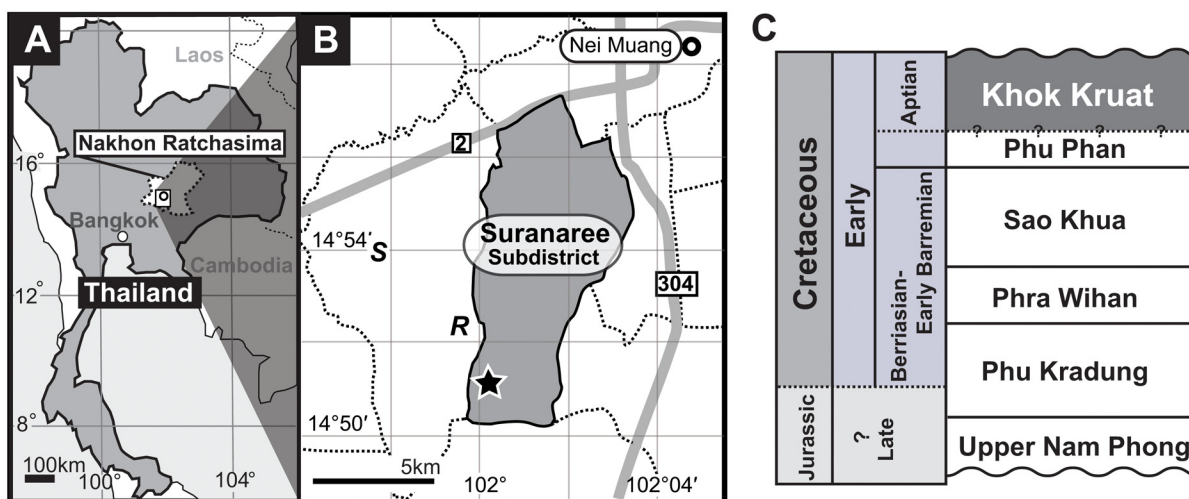 A
Laos
Nakhon Ratchasima
16°
Bangkok
Cambodia
Thailand
12°
8°
100km
100°
104°
B
Nei Muang
2
14°54′
S
Suranaree
Subdistrict
304
R
14°50′
5km
102°
102°04′
C
Cretaceous
Early
Aptian
Khok Kruat
? ? ? ?
Phu Phan
Berriasian-
Early Barremian
Sao Khua
Phra Wihan
Phu Kradung
Jurassic
?
Late
Upper Nam Phong